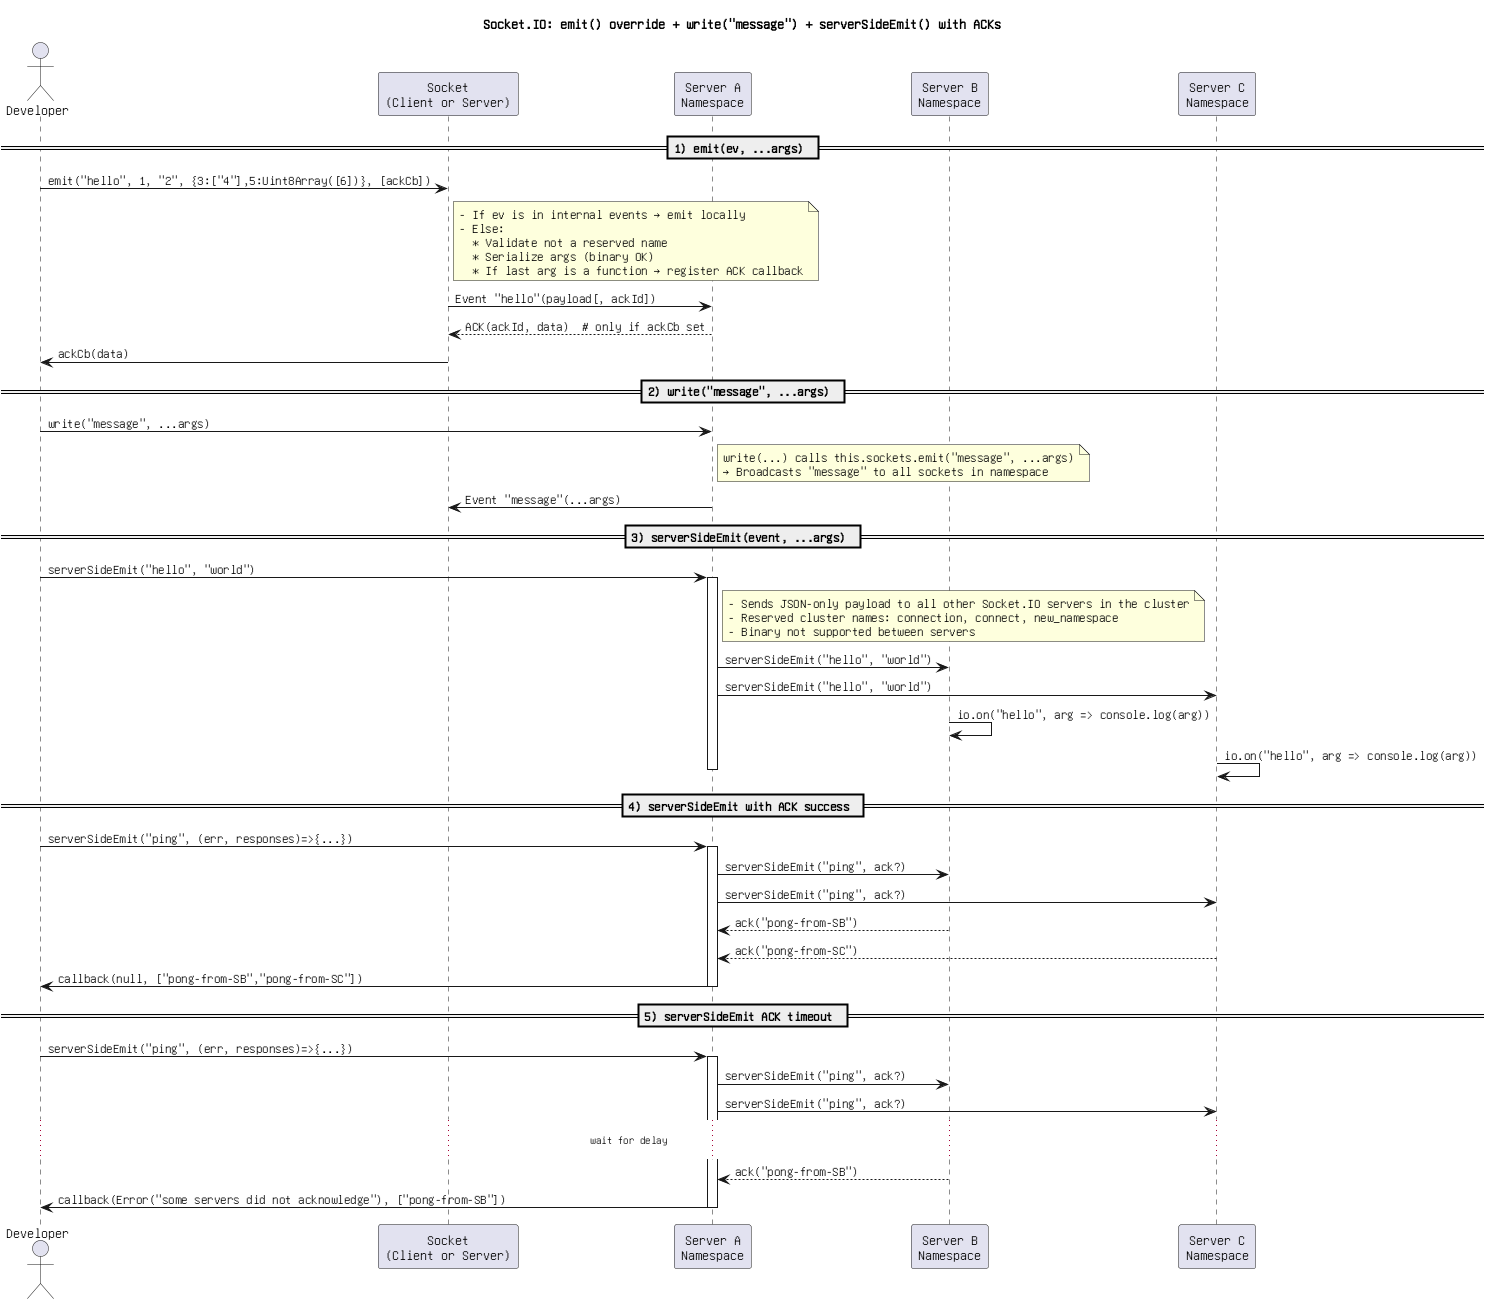 Socket.IO: emit() override + write("message") + serverSideEmit() with ACKs
Developer
Socket
(Client or Server)
Server A
Namespace
Server B
Namespace
Server C
Namespace
1) emit(ev, ...args)
emit("hello", 1, "2", {3:["4"],5:Uint8Array([6])}, [ackCb])
- If ev is in internal events → emit locally
- Else:
* Validate not a reserved name
* Serialize args (binary OK)
* If last arg is a function → register ACK callback
Event "hello"(payload[, ackId])
ACK(ackId, data)  # only if ackCb set
ackCb(data)
2) write("message", ...args)
write("message", ...args)
write(...) calls this.sockets.emit("message", ...args)
→ Broadcasts "message" to all sockets in namespace
Event "message"(...args)
3) serverSideEmit(event, ...args)
serverSideEmit("hello", "world")
- Sends JSON-only payload to all other Socket.IO servers in the cluster
- Reserved cluster names: connection, connect, new_namespace
- Binary not supported between servers
serverSideEmit("hello", "world")
serverSideEmit("hello", "world")
io.on("hello", arg => console.log(arg))
io.on("hello", arg => console.log(arg))
4) serverSideEmit with ACK success
serverSideEmit("ping", (err, responses)=>{...})
serverSideEmit("ping", ack?)
serverSideEmit("ping", ack?)
ack("pong-from-SB")
ack("pong-from-SC")
callback(null, ["pong-from-SB","pong-from-SC"])
5) serverSideEmit ACK timeout
serverSideEmit("ping", (err, responses)=>{...})
serverSideEmit("ping", ack?)
serverSideEmit("ping", ack?)
wait for delay
ack("pong-from-SB")
callback(Error("some servers did not acknowledge"), ["pong-from-SB"])
Developer
Socket
(Client or Server)
Server A
Namespace
Server B
Namespace
Server C
Namespace